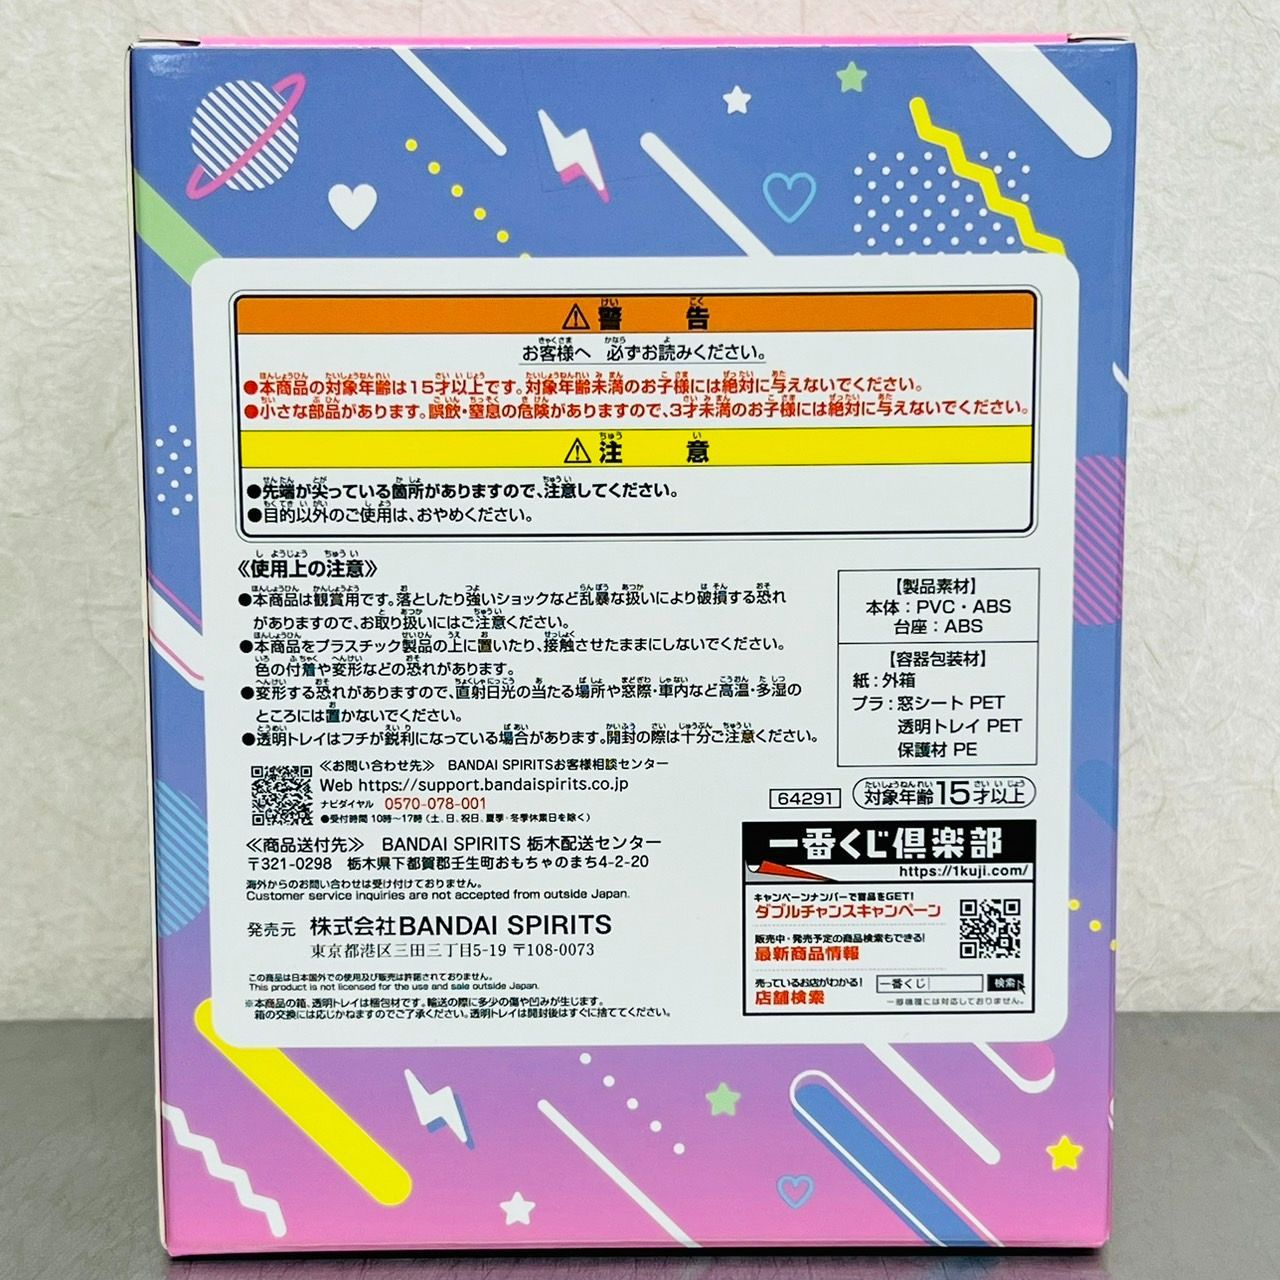 ⚠警告
お客様へ 必ずお読みください。
●本商品の対象年齢は15才以上です。対象年齢未満のお子様には絶対に与えないでください。
●小さな部品があります。誤飲・窒息の危険がありますので、3才未満のお子様には絶対に与えないでください。
⚠注意
●先端が尖っている箇所がありますので、注意してください。
●目的以外のご使用は、おやめください。
《使用上の注意》
●本商品は観賞用です。落としたり強いショックなど乱暴な扱いにより破損する恐れ
がありますので、お取り扱いにはご注意ください。
●本商品をプラスチック製品の上に置いたり、接触させたままにしないでください。
色の付着や変形などの恐れがあります。
●変形する恐れがありますので、直射日光の当たる場所や窓際・車内など高温・多湿の
ところには置かないでください。
●透明トレイはフチが鋭利になっている場合があります。開封の際は十分ご注意ください。
【製品素材】
本体：PVC・ABS
台座：ABS
【容器包装材】
紙：外箱
プラ：窓シート PET
透明トレイ PET
保護材 PE
≪お問い合わせ先≫ BANDAI SPIRITSお客様相談センター
Web https://support.bandaispirits.co.jp
ナビダイヤル 0570-078-001
●受付時間 10時〜17時（土、日、祝日、夏季・冬季休業日を除く）
64291
対象年齢15才以上
≪商品送付先≫ BANDAI SPIRITS 栃木配送センター
〒321-0298 栃木県下都賀郡壬生町おもちゃのまち4-2-20
海外からのお問い合わせは受け付けておりません。
Customer service inquiries are not accepted from outside Japan.
発売元 株式会社BANDAI SPIRITS
東京都港区三田三丁目5-19 〒108-0073
この商品は日本国外での使用及び販売は許諾されておりません。
This product is not licensed for the use and sale outside Japan.
※本商品の箱、透明トレイは梱包材です。輸送の際に多少の傷や凹みが生じます。
箱の交換には応じかねますのでご了承ください。透明トレイは開封後はすぐに捨ててください。
一番くじ倶楽部
https://1kuji.com/
キャンペーンナンバーで賞品をGET!
ダブルチャンスキャンペーン
販売中・発売予定の商品検索もできる!
最新商品情報
売っているお店がわかる!
店舗検索
一番くじ 検索
一部機種には対応しておりません。